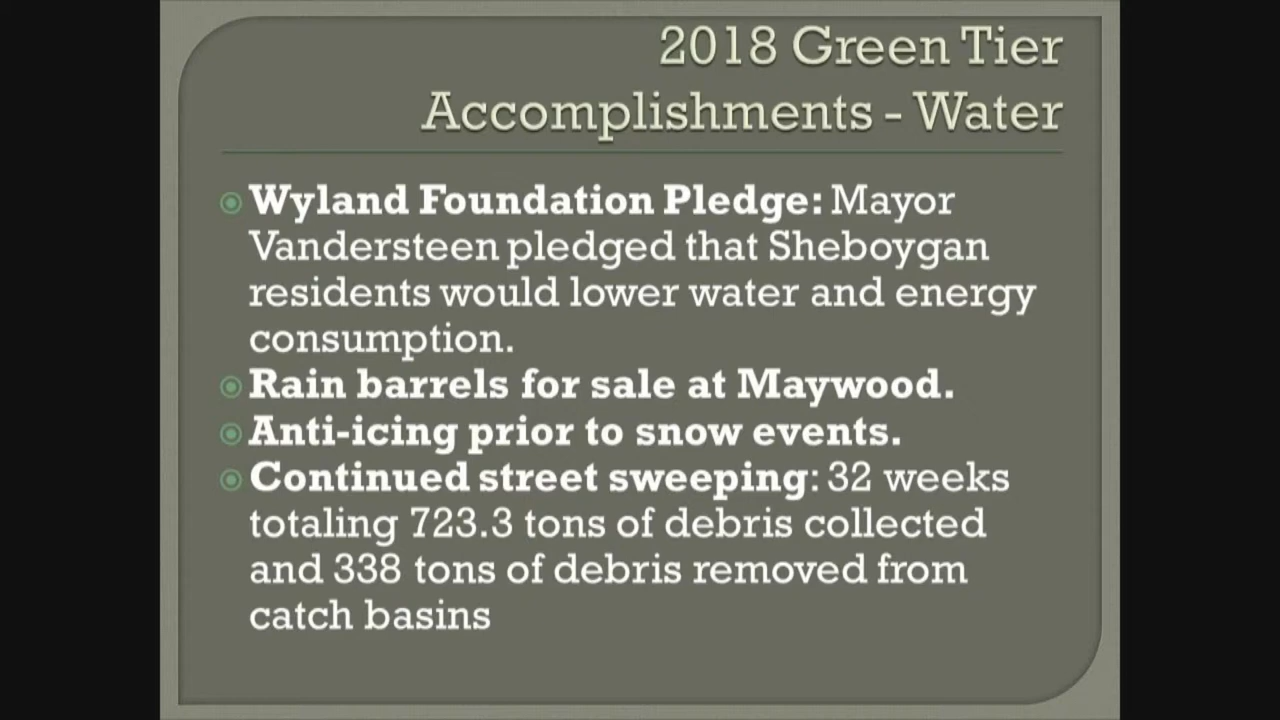 2018 Green Tier
Accomplishments - Water
Wyland Foundation Pledge: Mayor
Vandersteen pledged that Sheboygan
residents would lower water and energy
consumption.
Rain barrels for sale at Maywood.
Anti-icing prior to snow events.
Continued street sweeping: 32 weeks
totaling 723.3 tons of debris collected
and 338 tons of debris removed from
catch basins